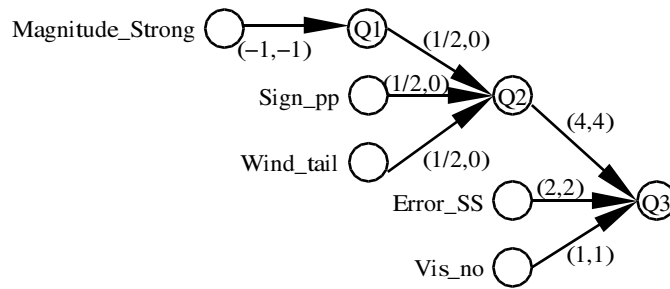 Magnitude_Strong
Q1
(−1,−1)
(1/2,0)
Sign_pp
(1/2,0)
Q2
Wind_tail
(1/2,0)
(4,4)
Error_SS
(2,2)
Q3
Vis_no
(1,1)